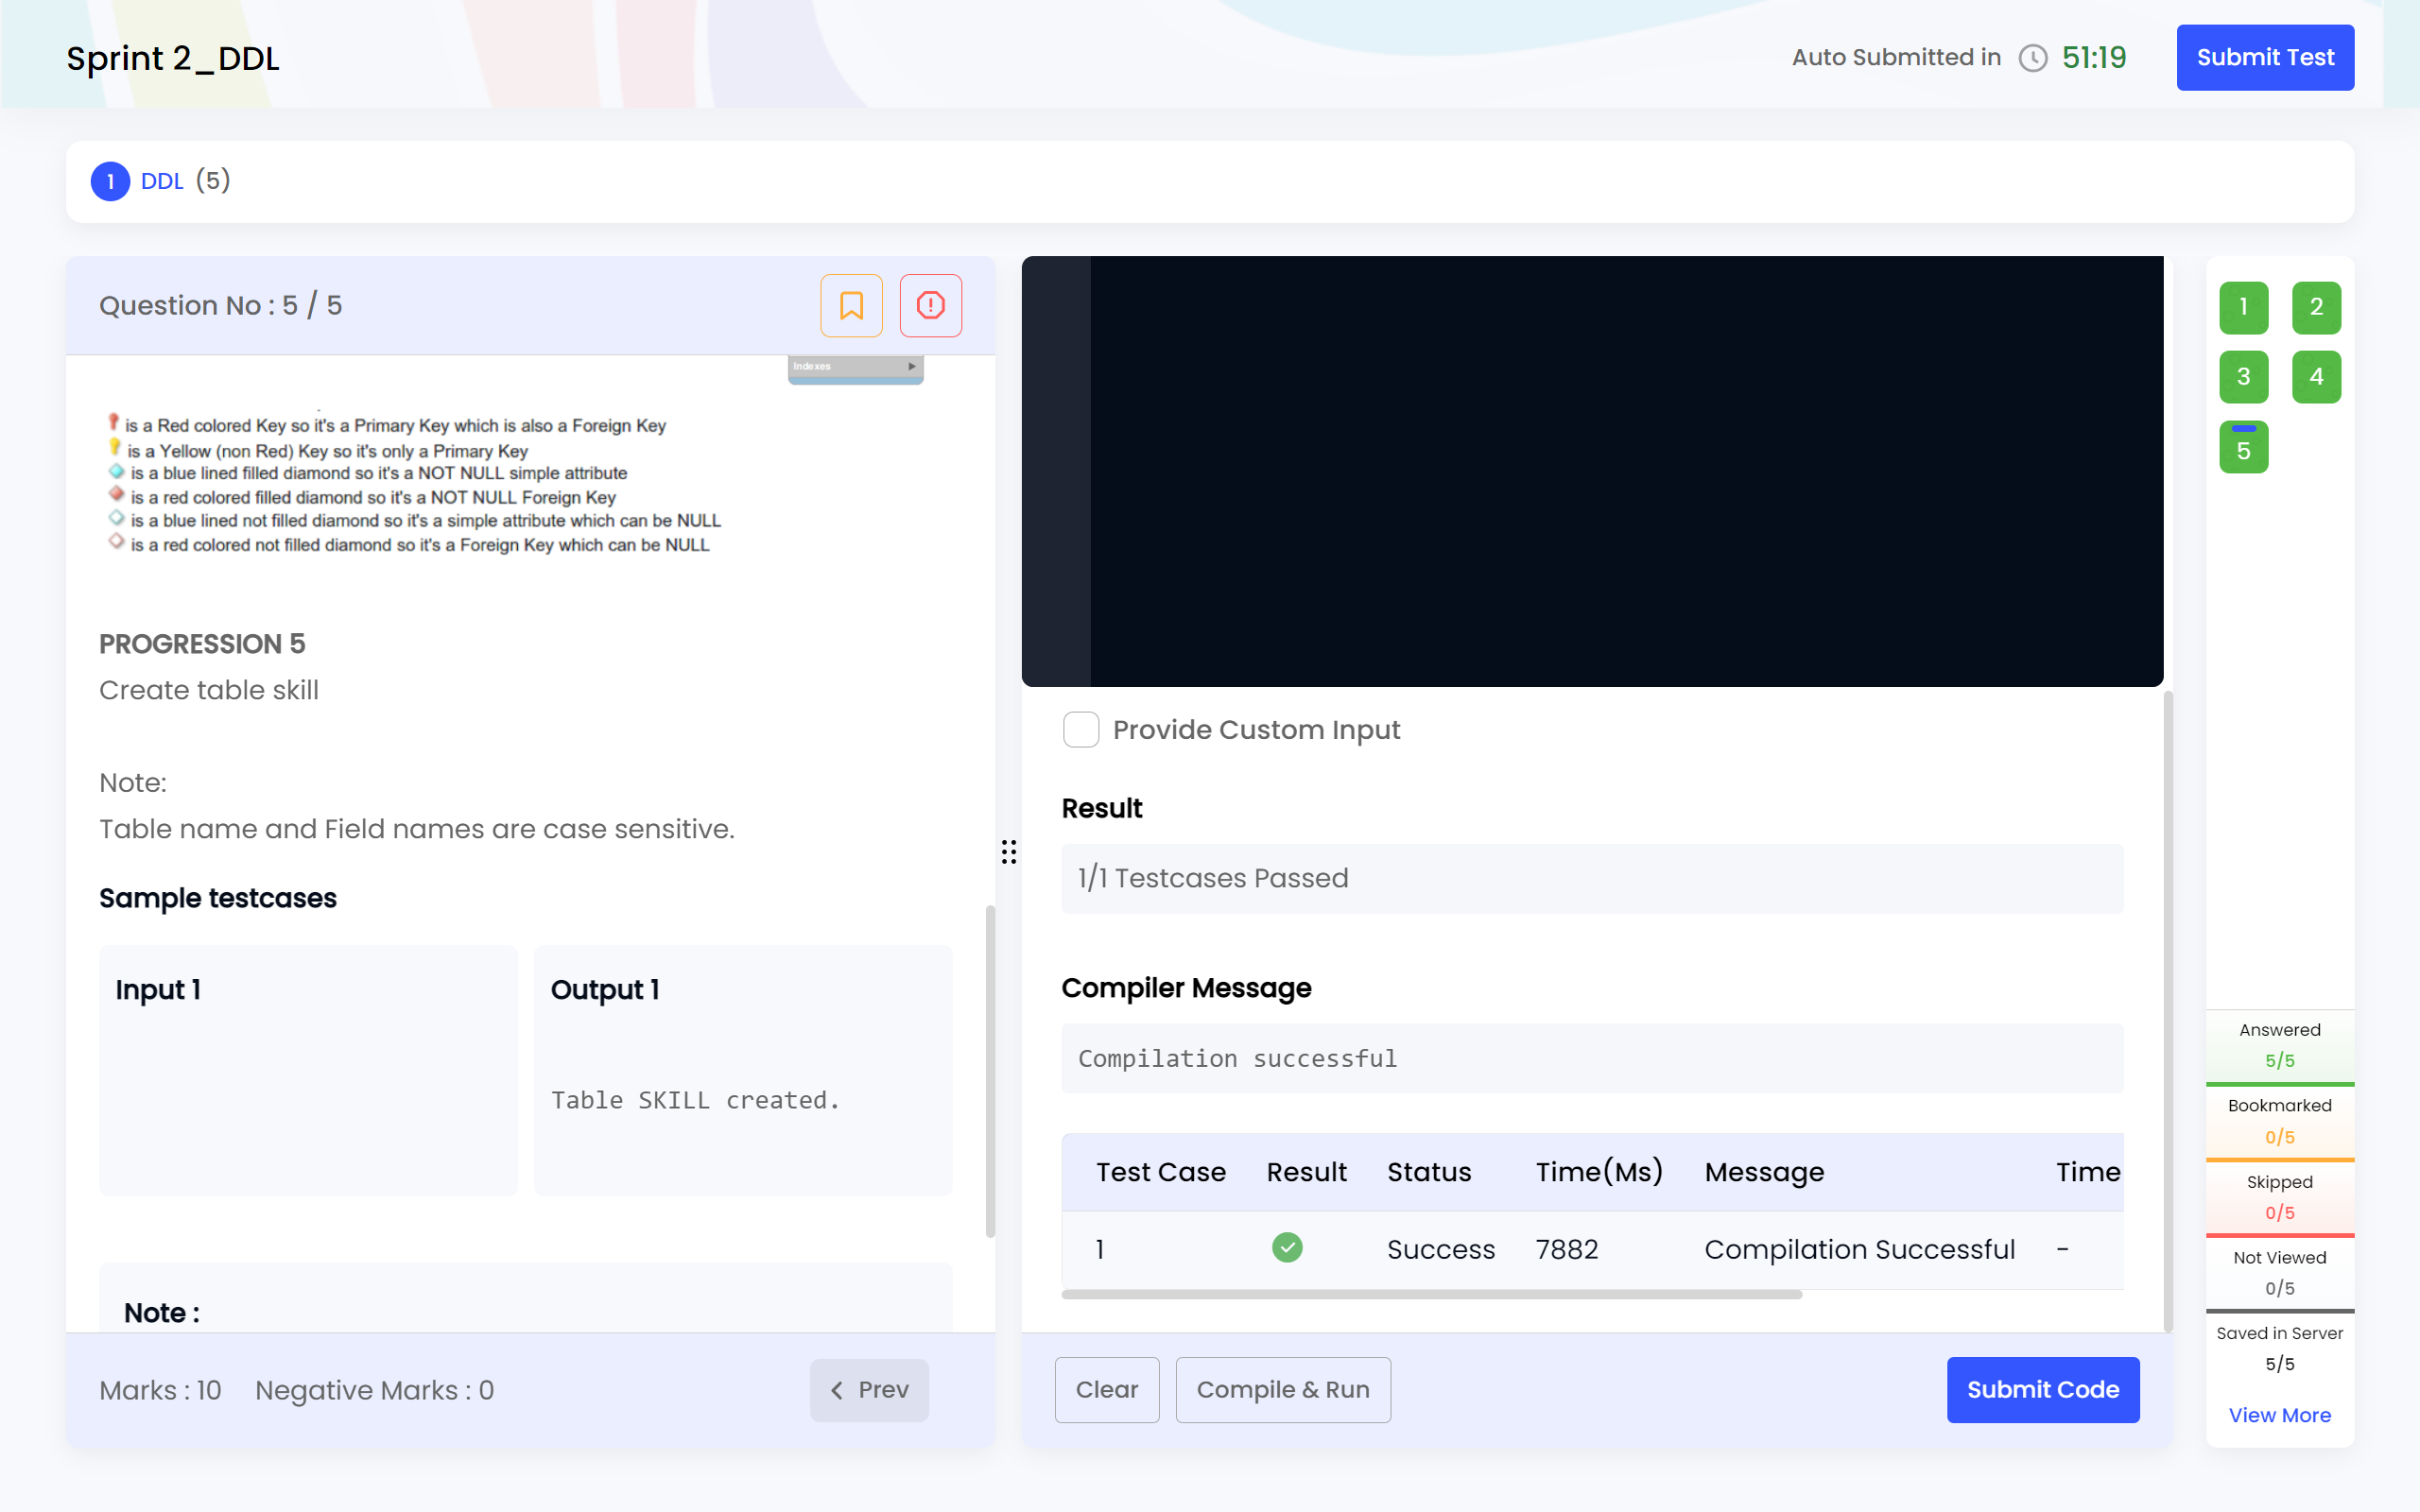 Sprint 2_DDL
Auto Submitted in 51:19
Submit Test
1 DDL (5)
Question No : 5 / 5
Indexes
is a Red colored Key so it's a Primary Key which is also a Foreign Key
is a Yellow (non Red) Key so it's only a Primary Key
is a blue lined filled diamond so it's a NOT NULL simple attribute
is a red colored filled diamond so it's a NOT NULL Foreign Key
is a blue lined not filled diamond so it's a simple attribute which can be NULL
is a red colored not filled diamond so it's a Foreign Key which can be NULL
PROGRESSION 5
Create table skill
Note:
Table name and Field names are case sensitive.
Sample testcases
Input 1
Output 1
Table SKILL created.
Note :
Marks : 10 Negative Marks : 0
Prev
Provide Custom Input
Result
1/1 Testcases Passed
Compiler Message
Compilation successful
Test Case Result Status Time(Ms) Message Time
1 Success 7882 Compilation Successful -
Clear
Compile & Run
Submit Code
1 2
3 4
5
Answered
5/5
Bookmarked
0/5
Skipped
0/5
Not Viewed
0/5
Saved in Server
5/5
View More